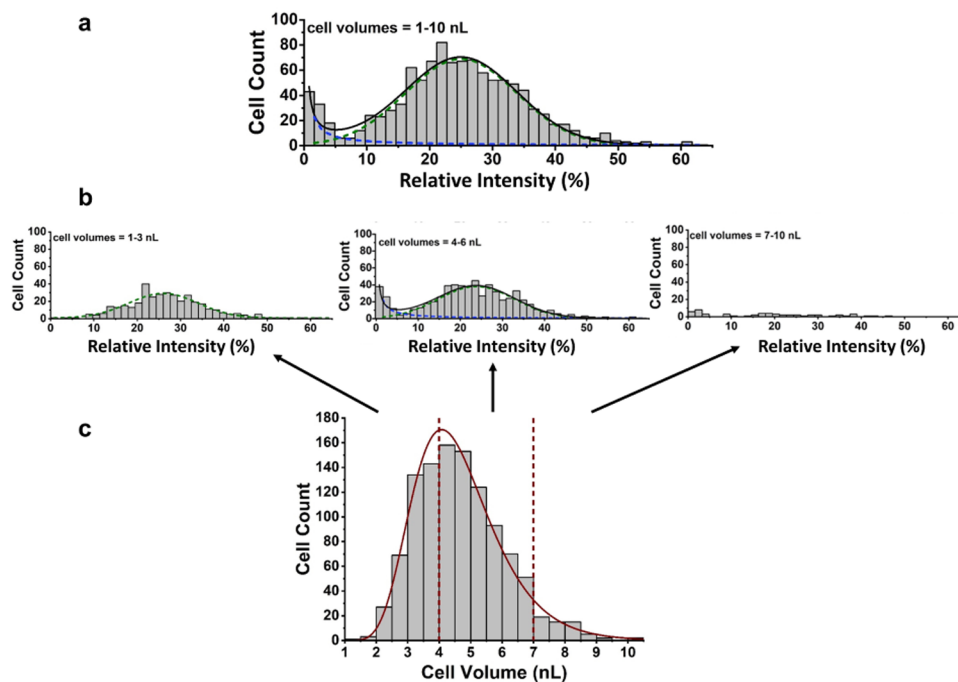 a
cell volumes = 1-10 nL
Cell Count
80
60
40
20
0
0 10 20 30 40 50 60
Relative Intensity (%)
b
cell volumes = 1-3 nL
Cell Count
100
80
60
40
20
0
0 10 20 30 40 50 60
Relative Intensity (%)
cell volumes = 4-6 nL
Cell Count
100
80
60
40
20
0
0 10 20 30 40 50 60
Relative Intensity (%)
cell volumes = 7-10 nL
Cell Count
100
80
60
40
20
0
0 10 20 30 40 50 60
Relative Intensity (%)
c
Cell Count
180
160
140
120
100
80
60
40
20
0
1 2 3 4 5 6 7 8 9 10
Cell Volume (nL)